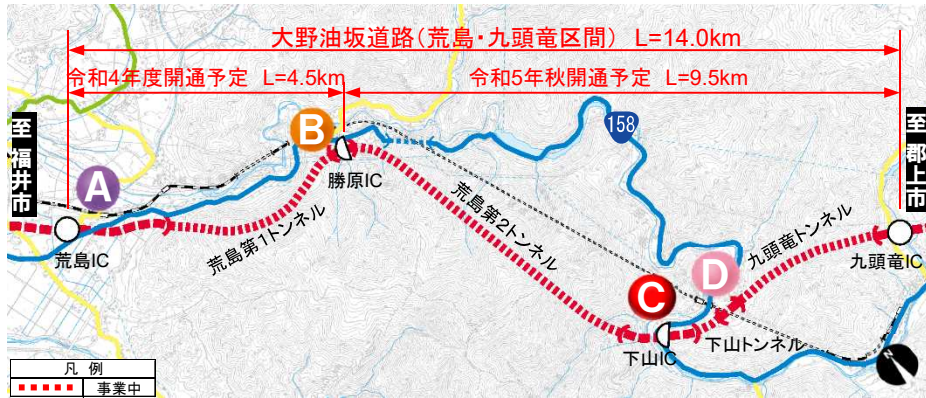 大野油坂道路(荒島・九頭竜区間) L=14.0km
令和4年度開通予定 L=4.5km
令和5年秋開通予定 L=9.5km
至 福井市
至 郡上市
158
A
B
C
D
荒島IC
勝原IC
下山IC
九頭竜IC
荒島第1トンネル
荒島第2トンネル
下山トンネル
九頭竜トンネル
凡 例
事業中